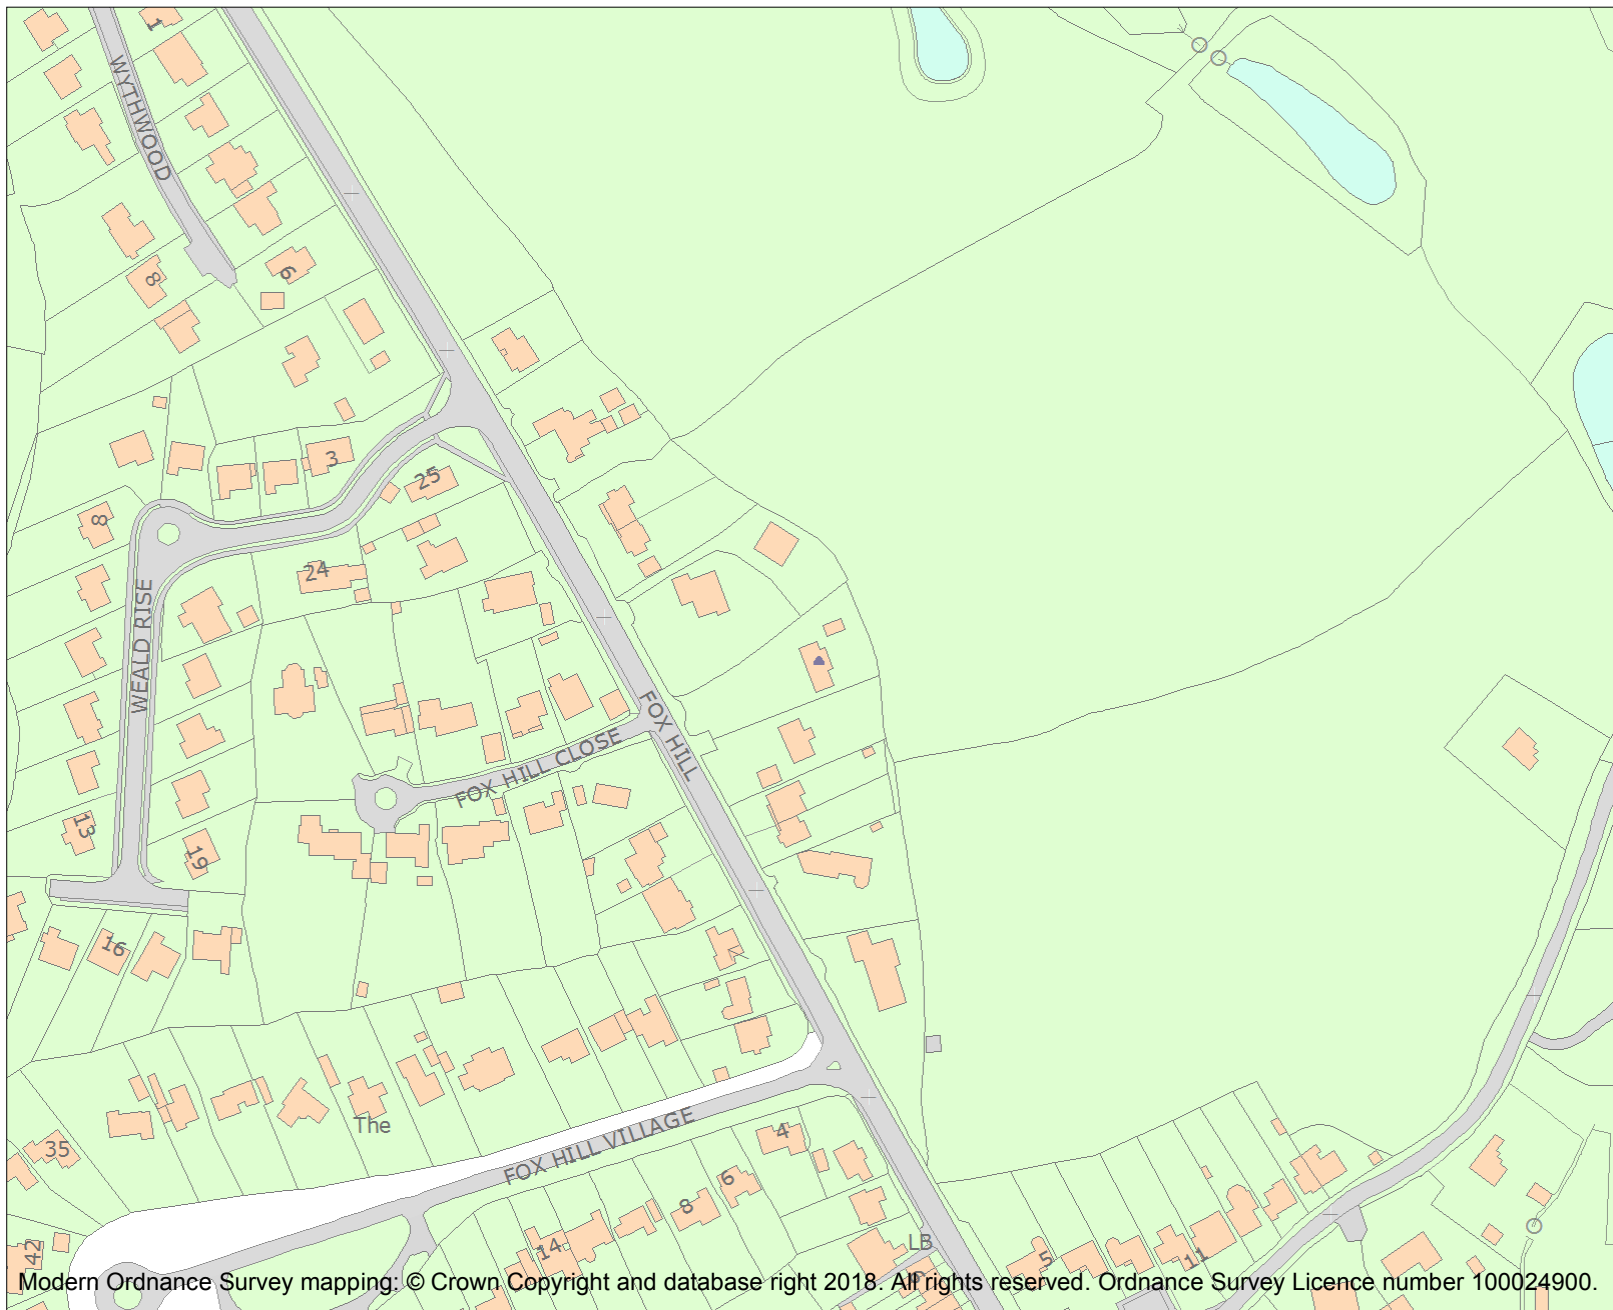 1
WYTHWOOD
6
8
3
25
8
24
WEALD RISE
FOX HILL
FOX HILL CLOSE
13
19
16
The
4
FOX HILL VILLAGE
35
6
8
LB
14
42
5
11
Modern Ordnance Survey mapping: © Crown Copyright and database right 2018. All rights reserved. Ordnance Survey Licence number 100024900.